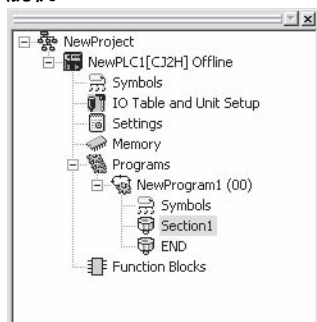 NewProject
NewPLC1[CJ2H] Offline
Symbols
IO Table and Unit Setup
Settings
Memory
Programs
NewProgram1 (00)
Symbols
Section1
END
Function Blocks